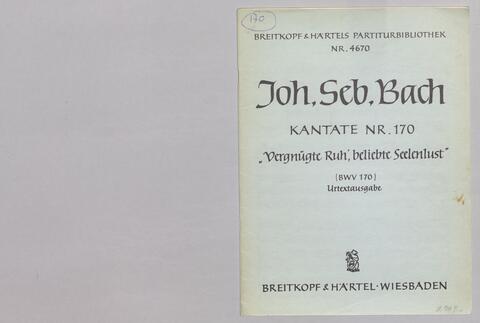 170
BREITKOPF & HÄRTELS PARTITURBIBLIOTHEK
NR. 4670
Joh. Seb. Bach
KANTATE NR. 170
„Vergnügte Ruh', beliebte Seelenlust"
(BWV 170)
Urtextausgabe
BREITKOPF & HÄRTEL · WIESBADEN